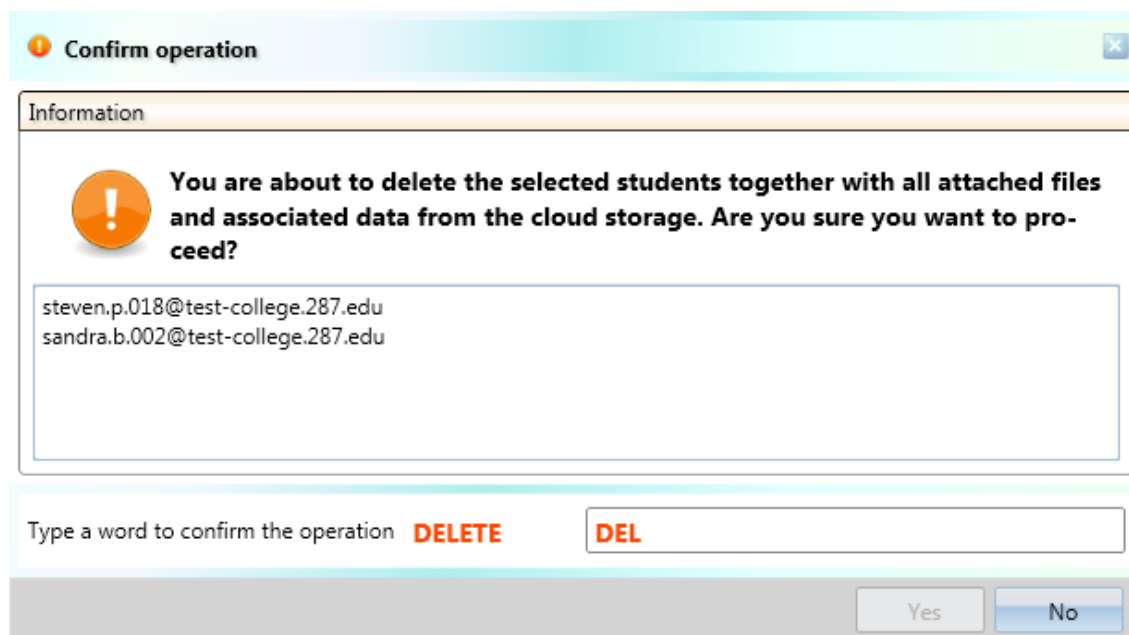 Confirm operation
Information
You are about to delete the selected students together with all attached files
and associated data from the cloud storage. Are you sure you want to pro-
ceed?
steven.p.018@test-college.287.edu
sandra.b.002@test-college.287.edu
Type a word to confirm the operation DELETE DEL
Yes No